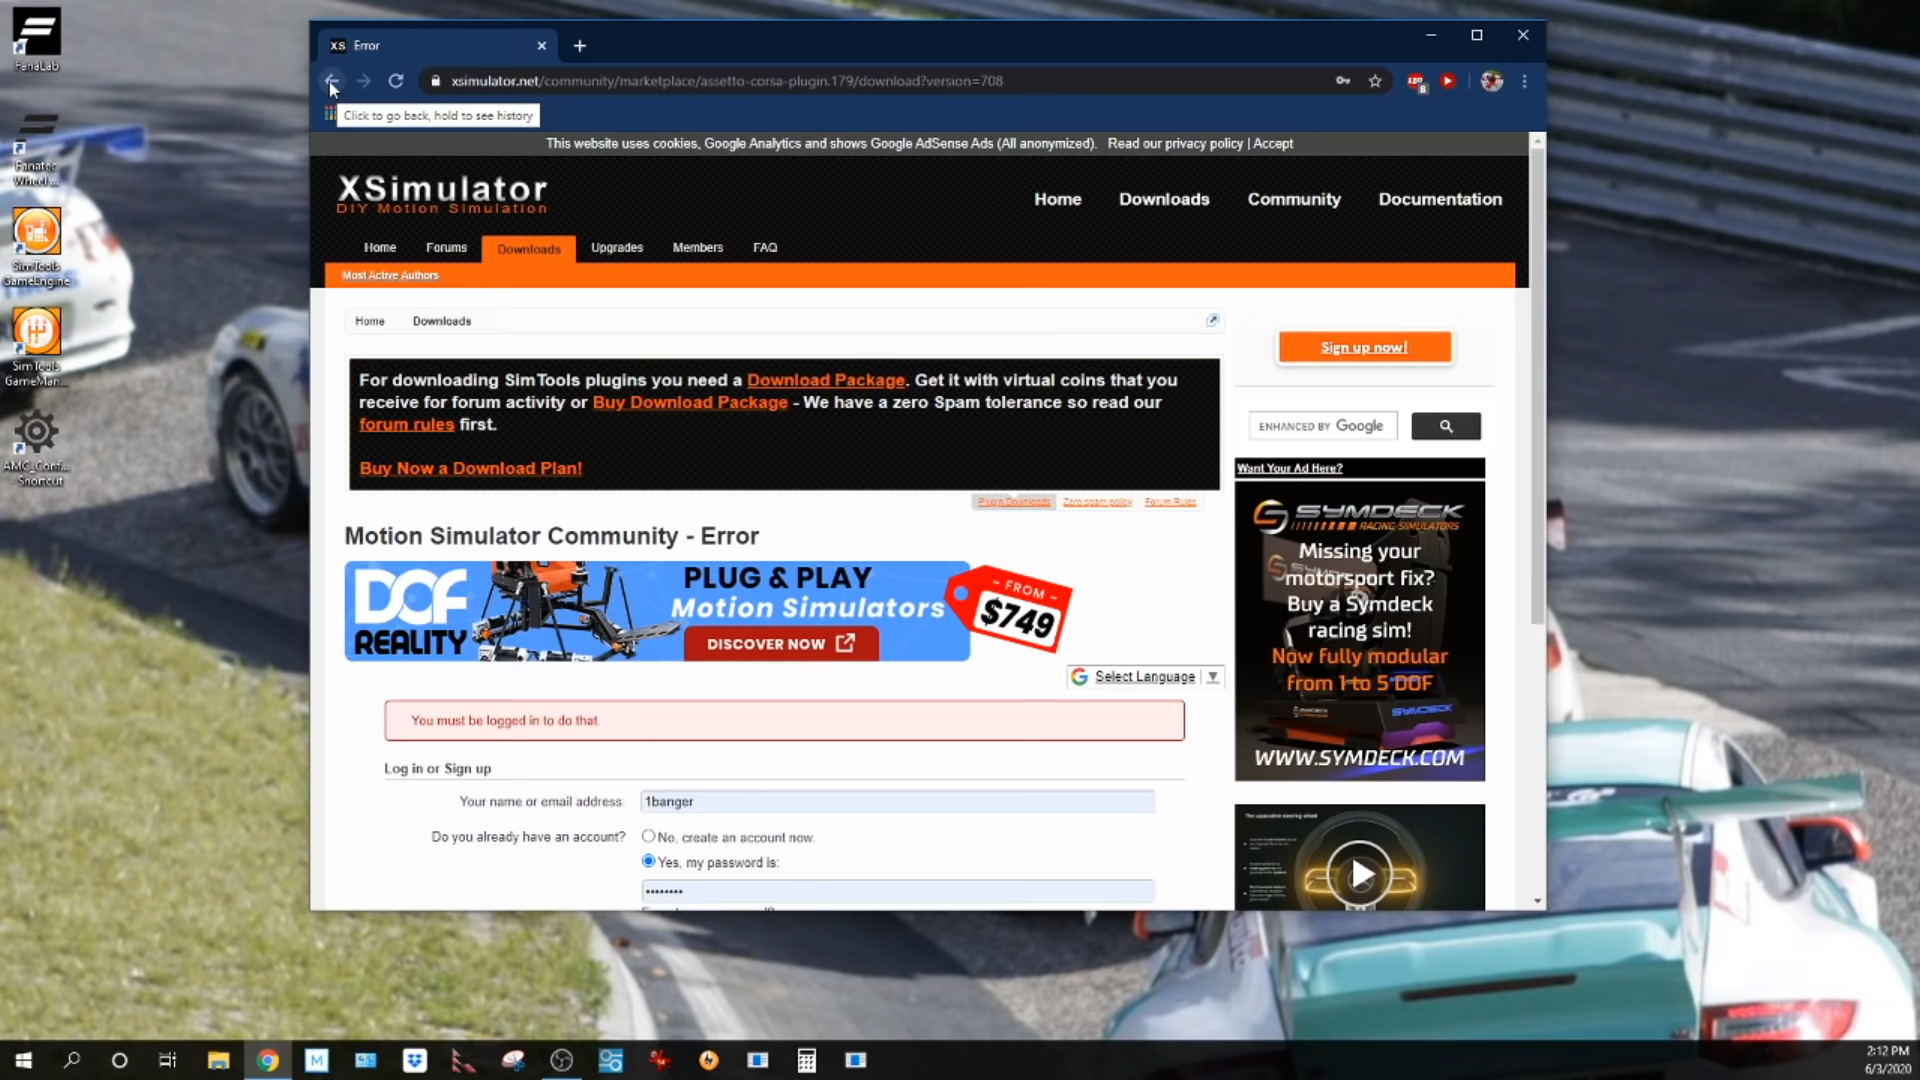 XS Error
xsimulator.net/community/marketplace/assetto-corsa-plugin.179/download?version=708
8
Click to go back, hold to see history
This website uses cookies, Google Analytics and shows Google AdSense Ads (All anonymized). Read our privacy policy | Accept
XSimulator
DIY Motion Simulation
Home Downloads Community Documentation
Home Forums Downloads Upgrades Members FAQ
Most Active Authors
Home Downloads
For downloading SimTools plugins you need a Download Package. Get it with virtual coins that you
receive for forum activity or Buy Download Package - We have a zero Spam tolerance so read our
forum rules first.
Buy Now a Download Plan!
Plugin Downloads Zero spam policy Forum Rules
Motion Simulator Community - Error
DOF
REALITY
PLUG & PLAY
Motion Simulators
DISCOVER NOW
- FROM -
$749
Select Language
You must be logged in to do that.
Log in or Sign up
Your name or email address: 1banger
Do you already have an account? No, create an account now.
Yes, my password is:
••••••••
Sign up now!
ENHANCED BY Google
Want Your Ad Here?
SYMDECK
RACING SIMULATORS
Missing your
motorsport fix?
Buy a Symdeck
racing sim!
Now fully modular
from 1 to 5 DOF
SYMDECK
WWW.SYMDECK.COM
FanaLab
Fanatec
Wheel...
SimTools
GameEngine
SimTools
GameMan...
AMC_Conf...
- Shortcut
2:12 PM
6/3/2020